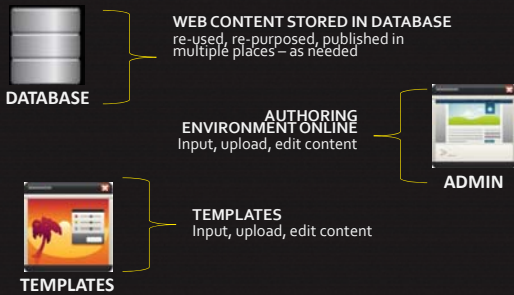 WEB CONTENT STORED IN DATABASE
re-used, re-purposed, published in
multiple places – as needed
DATABASE
AUTHORING
ENVIRONMENT ONLINE
Input, upload, edit content
ADMIN
TEMPLATES
Input, upload, edit content
TEMPLATES